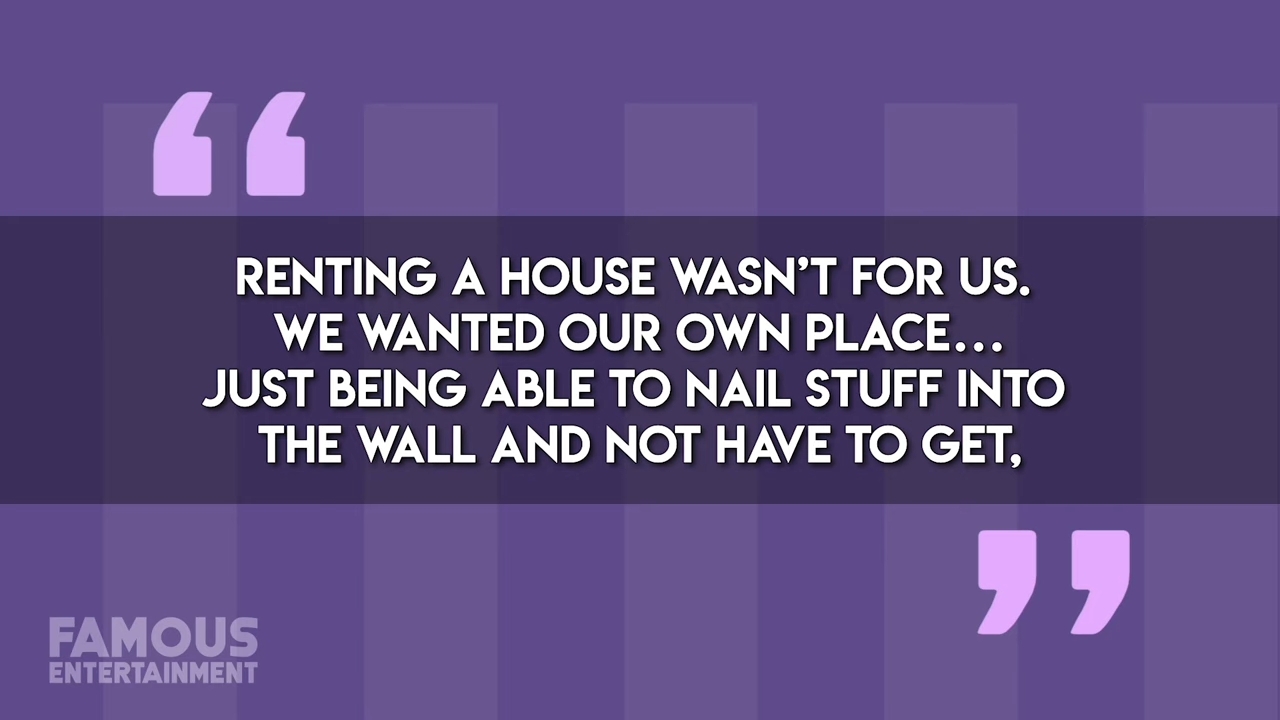 RENTING A HOUSE WASN’T FOR US.
WE WANTED OUR OWN PLACE...
JUST BEING ABLE TO NAIL STUFF INTO
THE WALL AND NOT HAVE TO GET,
FAMOUS
ENTERTAINMENT